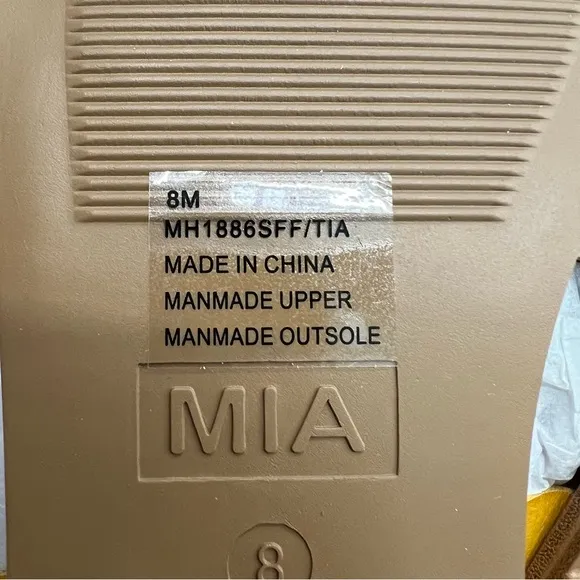 8M
MH1886SFF/TIA
MADE IN CHINA
MANMADE UPPER
MANMADE OUTSOLE
MIA
8